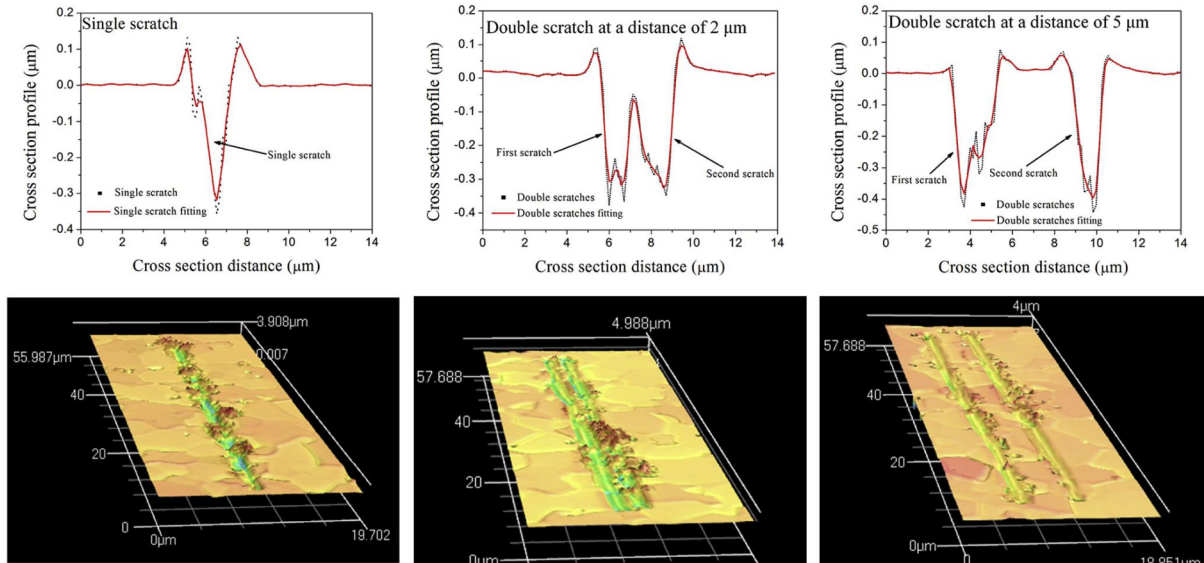 Single scratch
0.2
0.1
0.0
-0.1
-0.2
-0.3
-0.4
Cross section profile (μm)
Single scratch
Single scratch
Single scratch fitting
0 2 4 6 8 10 12 14
Cross section distance (μm)
Double scratch at a distance of 2 μm
0.2
0.1
0.0
-0.1
-0.2
-0.3
-0.4
Cross section profile (μm)
First scratch
Second scratch
Double scratches
Double scratches fitting
0 2 4 6 8 10 12 14
Cross section distance (μm)
Double scratch at a distance of 5 μm
0.2
0.1
0.0
-0.1
-0.2
-0.3
-0.4
-0.5
Cross section profile (μm)
First scratch
Second scratch
Double scratches
Double scratches fitting
0 2 4 6 8 10 12 14
Cross section distance (μm)
3.908μm
0.007
55.987μm
40
20
0
0μm
19.702
4.988μm
57.688
40
20
0μm
4μm
57.688
40
20
0μm
0
18.851μm